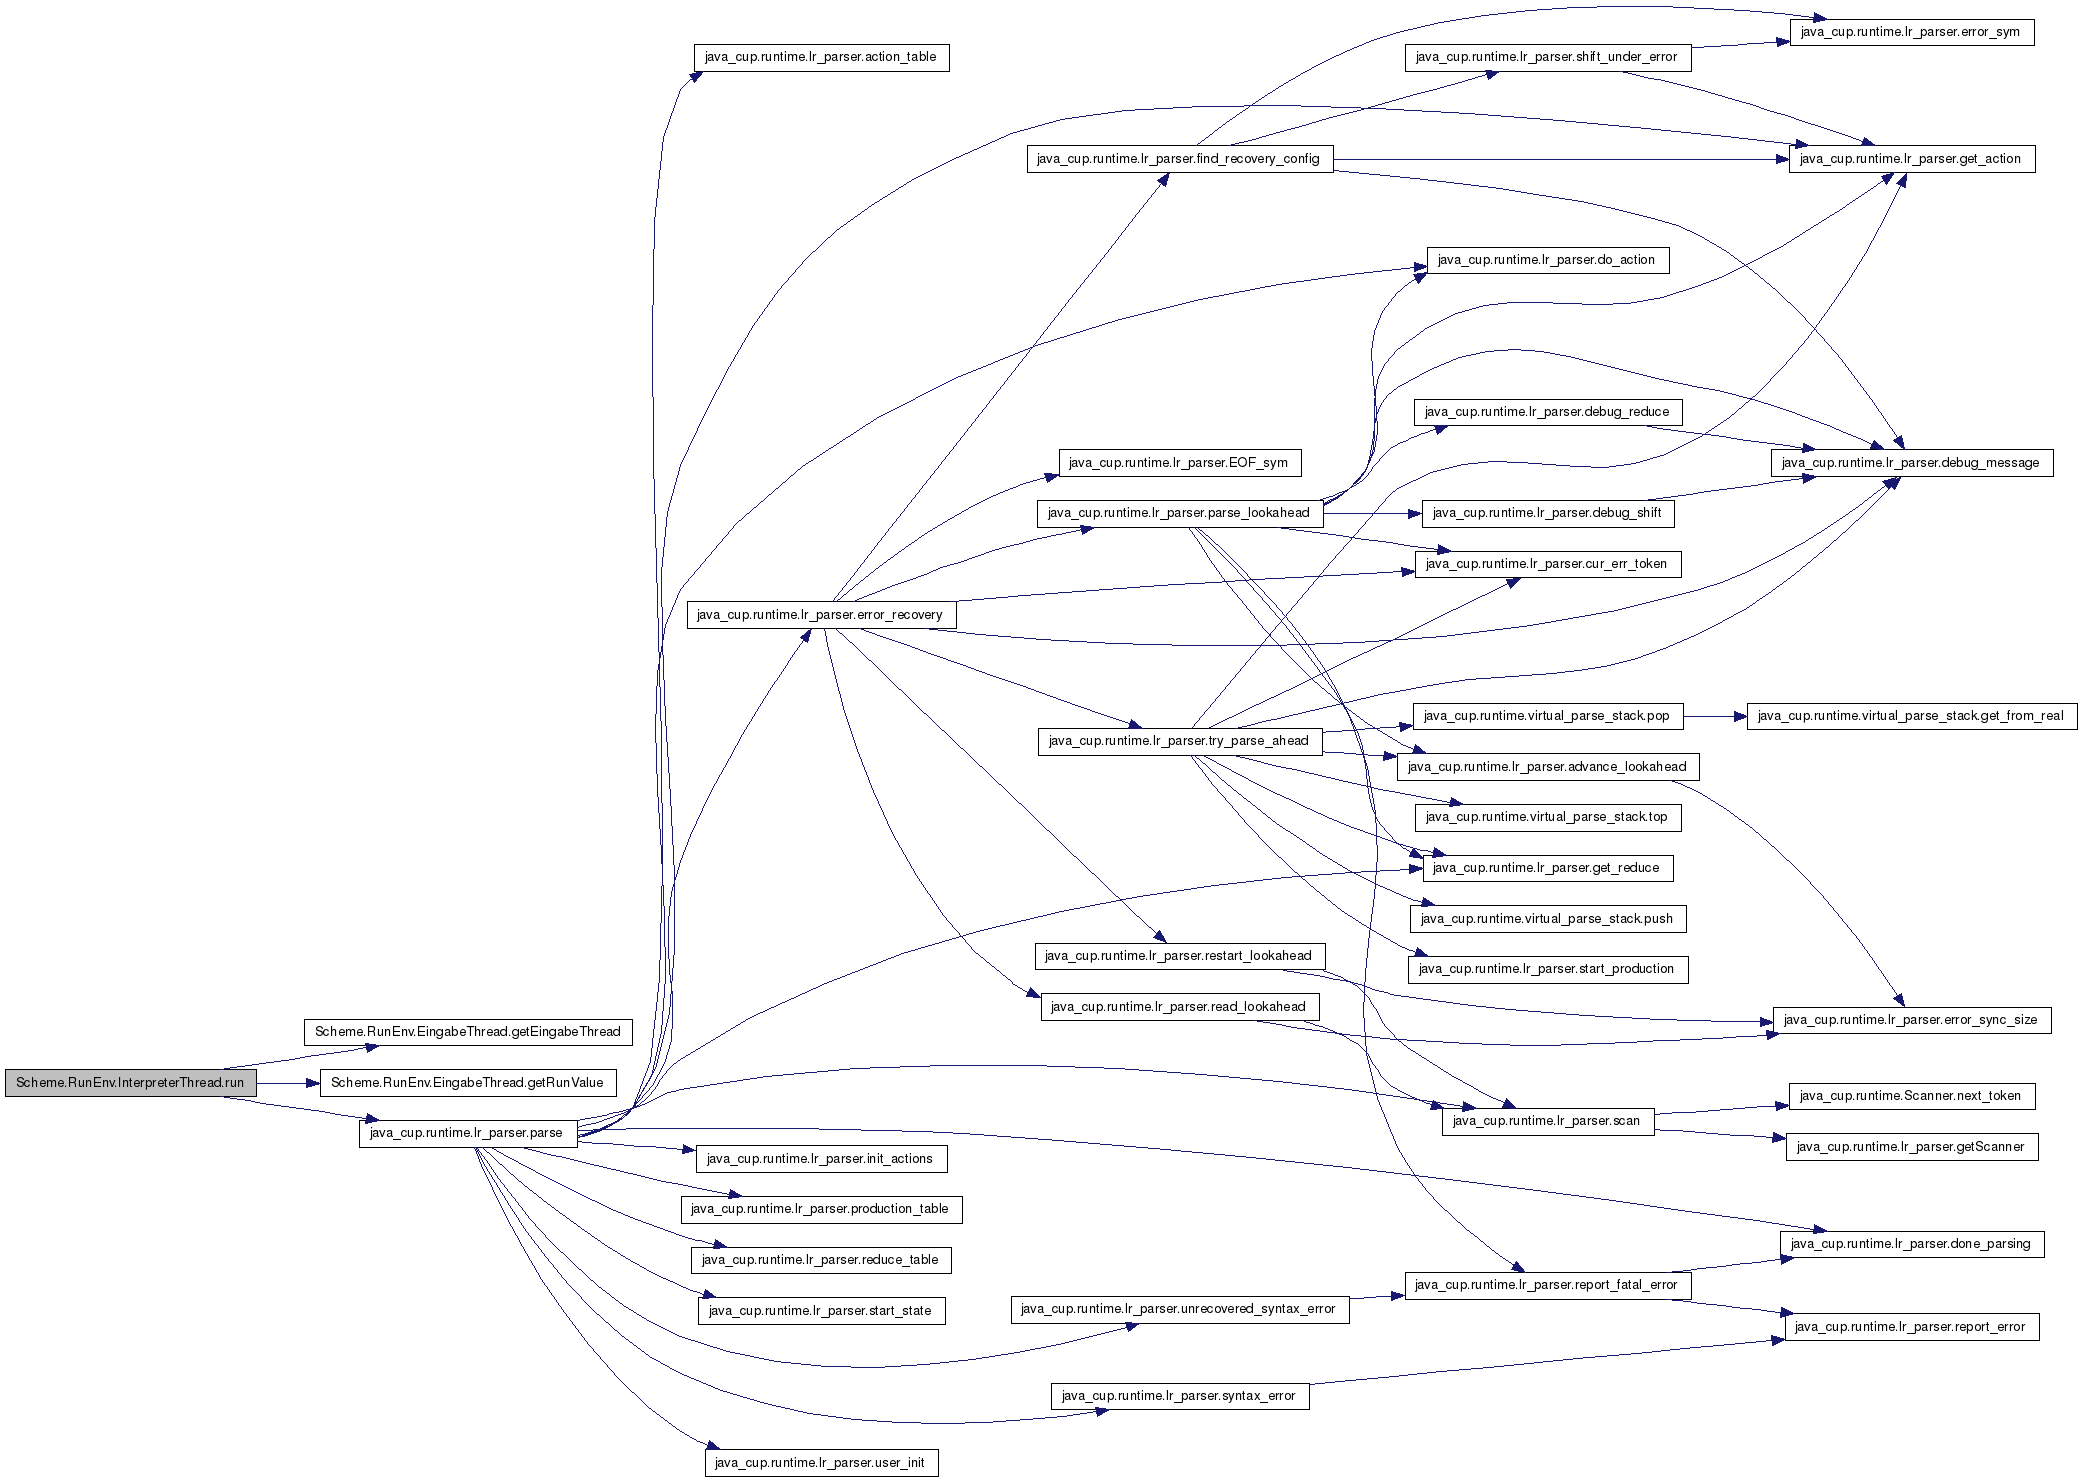 java_cup.runtime.lr_parser.error_sym
java_cup.runtime.lr_parser.action_table
java_cup.runtime.lr_parser.shift_under_error
java_cup.runtime.lr_parser.find_recovery_config
java_cup.runtime.lr_parser.get_action
java_cup.runtime.lr_parser.do_action
java_cup.runtime.lr_parser.debug_reduce
java_cup.runtime.lr_parser.EOF_sym
java_cup.runtime.lr_parser.debug_message
java_cup.runtime.lr_parser.parse_lookahead
java_cup.runtime.lr_parser.debug_shift
java_cup.runtime.lr_parser.cur_err_token
java_cup.runtime.lr_parser.error_recovery
java_cup.runtime.virtual_parse_stack.pop
java_cup.runtime.virtual_parse_stack.get_from_real
java_cup.runtime.lr_parser.try_parse_ahead
java_cup.runtime.lr_parser.advance_lookahead
java_cup.runtime.virtual_parse_stack.top
java_cup.runtime.lr_parser.get_reduce
java_cup.runtime.virtual_parse_stack.push
java_cup.runtime.lr_parser.restart_lookahead
java_cup.runtime.lr_parser.start_production
java_cup.runtime.lr_parser.read_lookahead
java_cup.runtime.lr_parser.error_sync_size
Scheme.RunEnv.EingabeThread.getEingabeThread
Scheme.RunEnv.InterpreterThread.run
Scheme.RunEnv.EingabeThread.getRunValue
java_cup.runtime.Scanner.next_token
java_cup.runtime.lr_parser.scan
java_cup.runtime.lr_parser.parse
java_cup.runtime.lr_parser.getScanner
java_cup.runtime.lr_parser.init_actions
java_cup.runtime.lr_parser.production_table
java_cup.runtime.lr_parser.done_parsing
java_cup.runtime.lr_parser.reduce_table
java_cup.runtime.lr_parser.report_fatal_error
java_cup.runtime.lr_parser.start_state
java_cup.runtime.lr_parser.unrecovered_syntax_error
java_cup.runtime.lr_parser.report_error
java_cup.runtime.lr_parser.syntax_error
java_cup.runtime.lr_parser.user_init